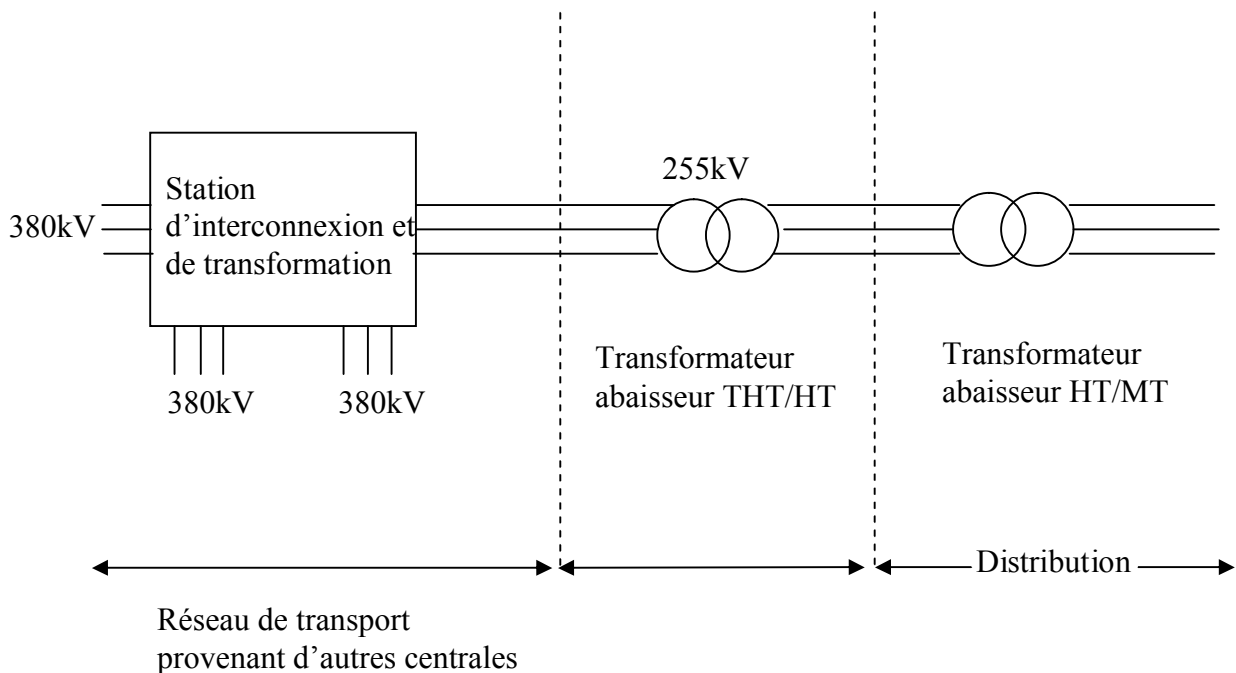 255kV
Station
d’interconnexion et
de transformation
380kV
380kV
380kV
Transformateur
abaisseur THT/HT
Transformateur
abaisseur HT/MT
Distribution
Réseau de transport
provenant d’autres centrales